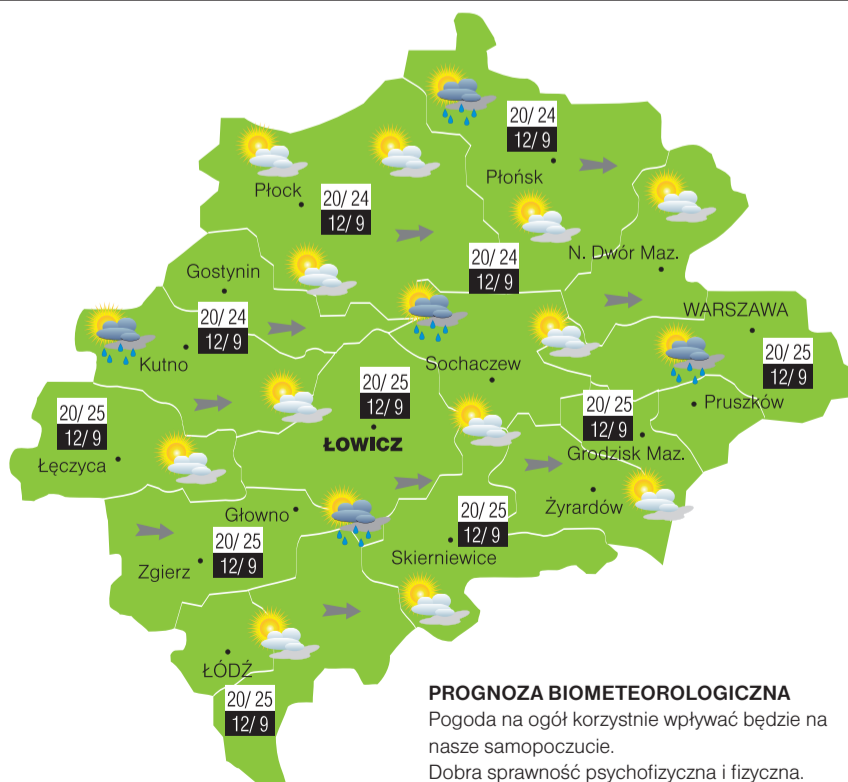 20/ 24
12/ 9
Płońsk
Płock
20/ 24
12/ 9
N. Dwór Maz.
20/ 24
12/ 9
Gostynin
WARSZAWA
20/ 24
12/ 9
Kutno
20/ 25
12/ 9
Sochaczew
20/ 25
12/ 9
ŁOWICZ
20/ 25
12/ 9
Pruszków
20/ 25
12/ 9
Grodzisk Maz.
Łęczyca
Żyrardów
Głowno
20/ 25
12/ 9
Skierniewice
20/ 25
12/ 9
Zgierz
ŁÓDŹ
20/ 25
12/ 9
PROGNOZA BIOMETEOROLOGICZNA
Pogoda na ogół korzystnie wpływać będzie na
nasze samopoczucie.
Dobra sprawność psychofizyczna i fizyczna.